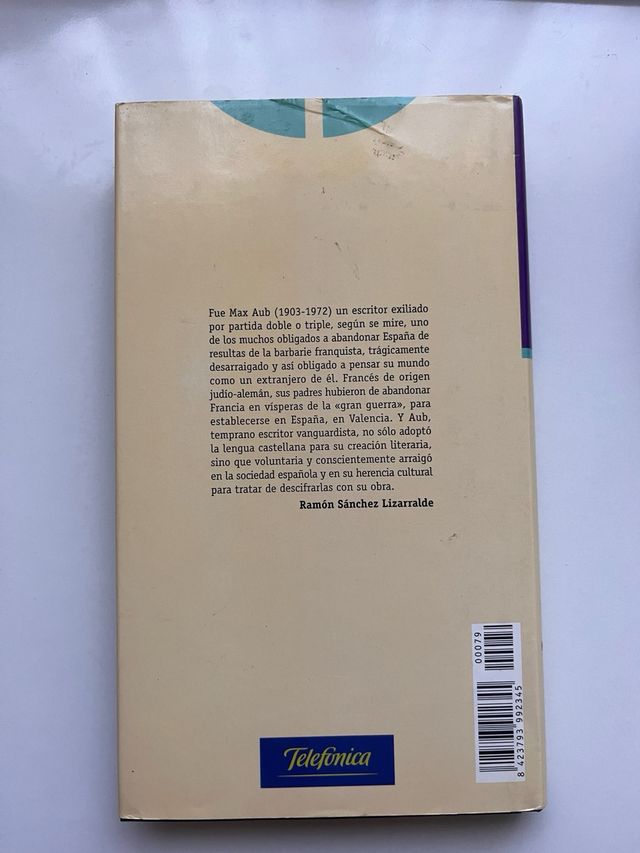 Fue Max Aub (1903-1972) un escritor exiliado
por partida doble o triple, según se mire, uno
de los muchos obligados a abandonar España de
resultas de la barbarie franquista, trágicamente
desarraigado y así obligado a pensar su mundo
como un extranjero de él. Francés de origen
judío-alemán, sus padres hubieron de abandonar
Francia en vísperas de la «gran guerra», para
establecerse en España, en Valencia. Y Aub,
temprano escritor vanguardista, no sólo adoptó
la lengua castellana para su creación literaria,
sino que voluntaria y conscientemente arraigó
en la sociedad española y en su herencia cultural
para tratar de descifrarlas con su obra.
Ramón Sánchez Lizarralde
00079
8 423793 992345
Telefónica